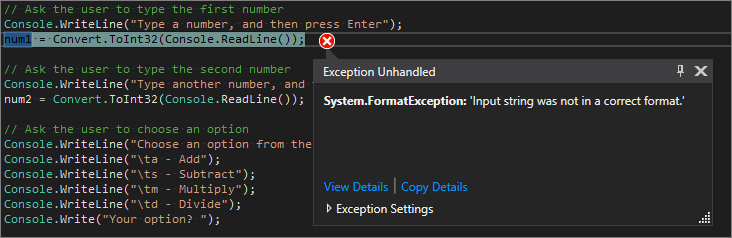 // Ask the user to type the first number
Console.WriteLine("Type a number, and then press Enter");
num1 = Convert.ToInt32(Console.ReadLine());
// Ask the user to type the second number
Console.WriteLine("Type another number, and
num2 = Convert.ToInt32(Console.ReadLine());
// Ask the user to choose an option
Console.WriteLine("Choose an option from the
Console.WriteLine("\ta - Add");
Console.WriteLine("\ts - Subtract");
Console.WriteLine("\tm - Multiply");
Console.WriteLine("\td - Divide");
Console.Write("Your option? ");
Exception Unhandled
System.FormatException: 'Input string was not in a correct format.'
View Details | Copy Details
Exception Settings